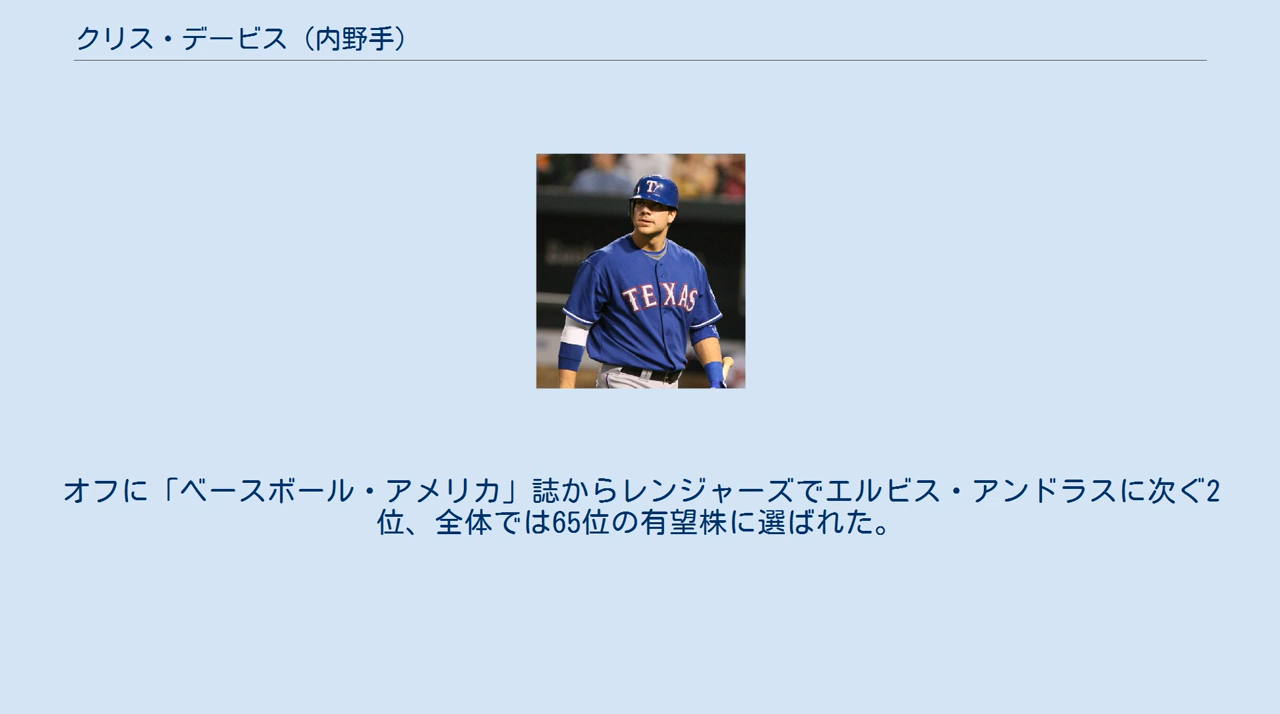 クリス・デービス（内野手）
T
TEXAS
オフに「ベースボール・アメリカ」誌からレンジャーズでエルビス・アンドラスに次ぐ2
位、全体では65位の有望株に選ばれた。